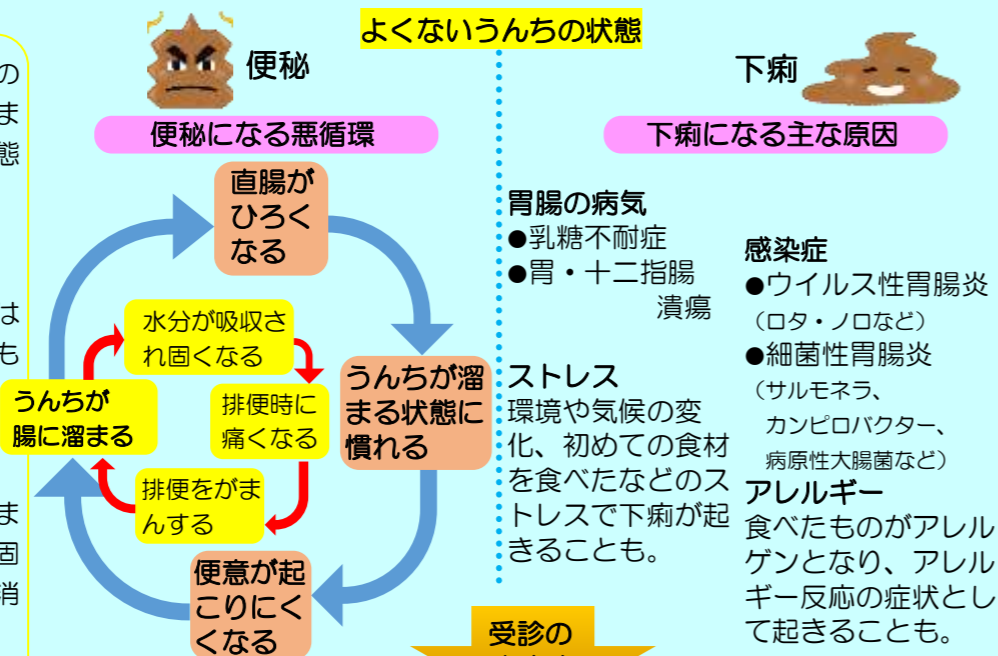 よくないうんちの状態
の
ま
態
は
も
ま
固
消
便秘
便秘になる悪循環
直腸が
ひろく
なる
うんちが溜
まる状態に
慣れる
便意が起
こりにく
くなる
うんちが
腸に溜まる
水分が吸収さ
れ固くなる
排便時に
痛くなる
排便をがま
んする
下痢
下痢になる主な原因
胃腸の病気
●乳糖不耐症
●胃・十二指腸
潰瘍
ストレス
環境や気候の変
化、初めての食材
を食べたなどのス
トレスで下痢が起
きることも。
感染症
●ウイルス性胃腸炎
（ロタ・ノロなど）
●細菌性胃腸炎
（サルモネラ、
カンピロバクター、
病原性大腸菌など）
アレルギー
食べたものがアレル
ゲンとなり、アレル
ギー反応の症状とし
て起きることも。
受診の